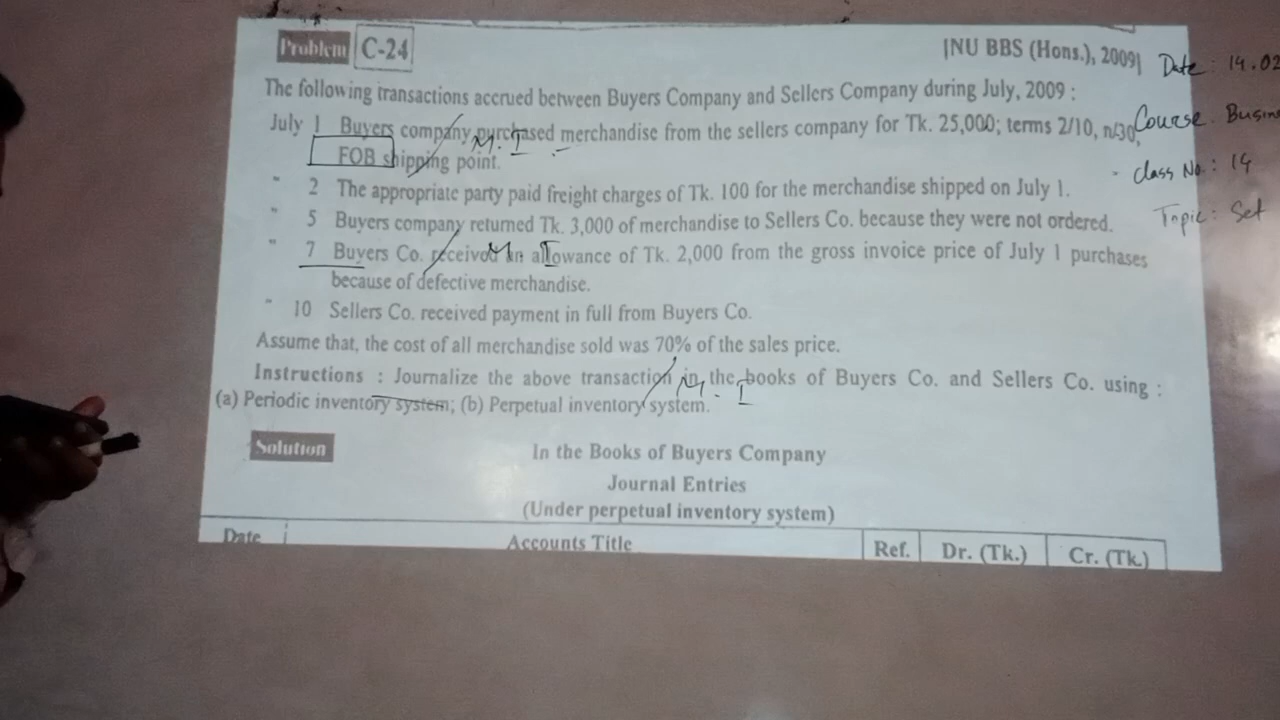 Problem C-24 |NU BBS (Hons.), 2009|
Date: 14.02
The following transactions accrued between Buyers Company and Sellers Company during July, 2009 :
July 1 Buyers company purchased merchandise from the sellers company for Tk. 25,000; terms 2/10, n/30,
Course. Busin
M. I
FOB shipping point.
Class No.: 14
" 2 The appropriate party paid freight charges of Tk. 100 for the merchandise shipped on July 1.
" 5 Buyers company returned Tk. 3,000 of merchandise to Sellers Co. because they were not ordered.
Topic: Set
" 7 Buyers Co. received an allowance of Tk. 2,000 from the gross invoice price of July 1 purchases
M I
because of defective merchandise.
" 10 Sellers Co. received payment in full from Buyers Co.
Assume that, the cost of all merchandise sold was 70% of the sales price.
Instructions : Journalize the above transaction in the books of Buyers Co. and Sellers Co. using :
M. I
(a) Periodic inventory system; (b) Perpetual inventory system.
Solution
In the Books of Buyers Company
Journal Entries
(Under perpetual inventory system)
Date Accounts Title Ref. Dr. (Tk.) Cr. (Tk.)